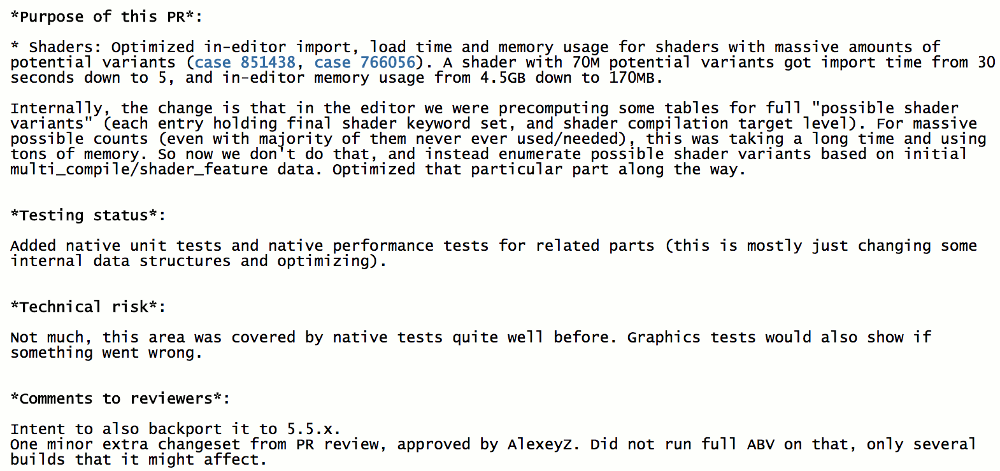 *Purpose of this PR*:
* Shaders: Optimized in-editor import, load time and memory usage for shaders with massive amounts of
potential variants (case 851438, case 766056). A shader with 70M potential variants got import time from 30
seconds down to 5, and in-editor memory usage from 4.5GB down to 170MB.
Internally, the change is that in the editor we were precomputing some tables for full "possible shader
variants" (each entry holding final shader keyword set, and shader compilation target level). For massive
possible counts (even with majority of them never ever used/needed), this was taking a long time and using
tons of memory. So now we don't do that, and instead enumerate possible shader variants based on initial
multi_compile/shader_feature data. Optimized that particular part along the way.
*Testing status*:
Added native unit tests and native performance tests for related parts (this is mostly just changing some
internal data structures and optimizing).
*Technical risk*:
Not much, this area was covered by native tests quite well before. Graphics tests would also show if
something went wrong.
*Comments to reviewers*:
Intent to also backport it to 5.5.x.
One minor extra changeset from PR review, approved by AlexeyZ. Did not run full ABV on that, only several
builds that it might affect.